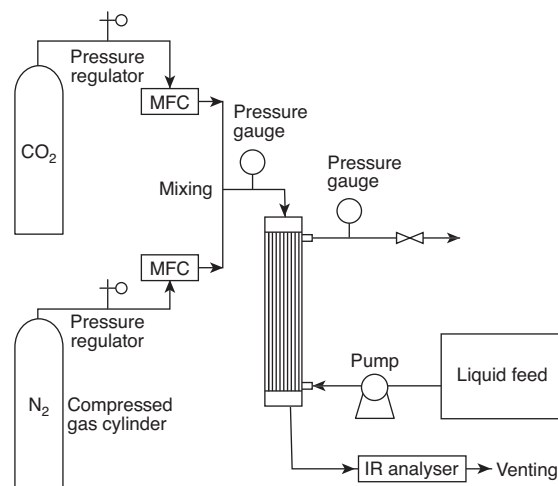 Pressure
regulator
CO₂
MFC
Pressure
gauge
Mixing
Pressure
gauge
MFC
Pressure
regulator
N₂
Compressed
gas cylinder
Pump
Liquid feed
IR analyser
Venting